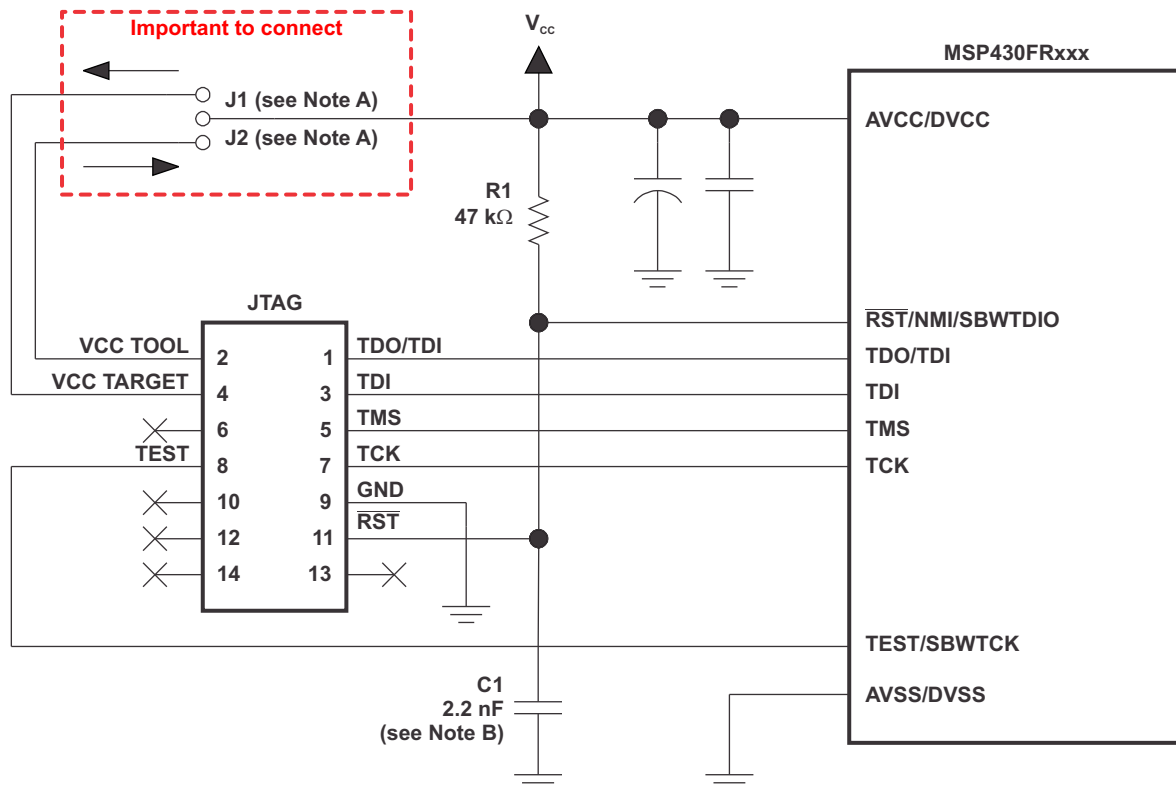 Important to connect
V_CC
MSP430FRxxx
J1 (see Note A)
J2 (see Note A)
AVCC/DVCC
R1
47 kΩ
JTAG
RST/NMI/SBWTDIO
VCC TOOL
2
1
TDO/TDI
TDO/TDI
VCC TARGET
4
3
TDI
TDI
6
5
TMS
TMS
TEST
8
7
TCK
TCK
10
9
GND
12
11
RST
14
13
TEST/SBWTCK
C1
2.2 nF
(see Note B)
AVSS/DVSS